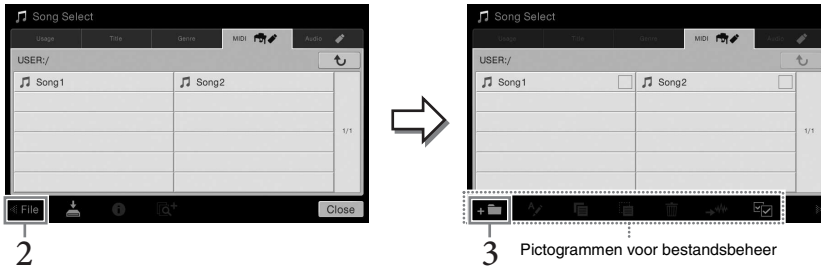 Song Select
Usage Title Genre MIDI Audio
USER:/
Song1 Song2
1/1
File Close
2
Song Select
Usage Title Genre MIDI Audio
USER:/
Song1 Song2
1/1
3 Pictogrammen voor bestandsbeheer